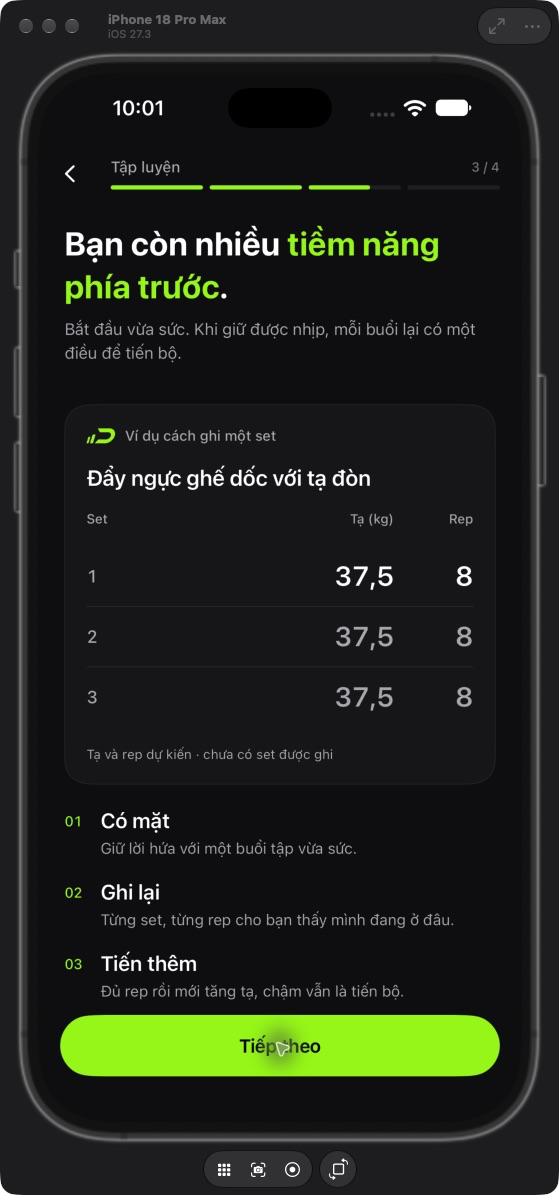 iPhone 18 Pro Max
iOS 27.3
10:01
Tập luyện
3 / 4
Bạn còn nhiều tiềm năng
phía trước.
Bắt đầu vừa sức. Khi giữ được nhịp, mỗi buổi lại có một
điều để tiến bộ.
Ví dụ cách ghi một set
Đẩy ngực ghế dốc với tạ đòn
Set Tạ (kg) Rep
1 37,5 8
2 37,5 8
3 37,5 8
Tạ và rep dự kiến · chưa có set được ghi
01 Có mặt
Giữ lời hứa với một buổi tập vừa sức.
02 Ghi lại
Từng set, từng rep cho bạn thấy mình đang ở đâu.
03 Tiến thêm
Đủ rep rồi mới tăng tạ, chậm vẫn là tiến bộ.
Tiếp theo